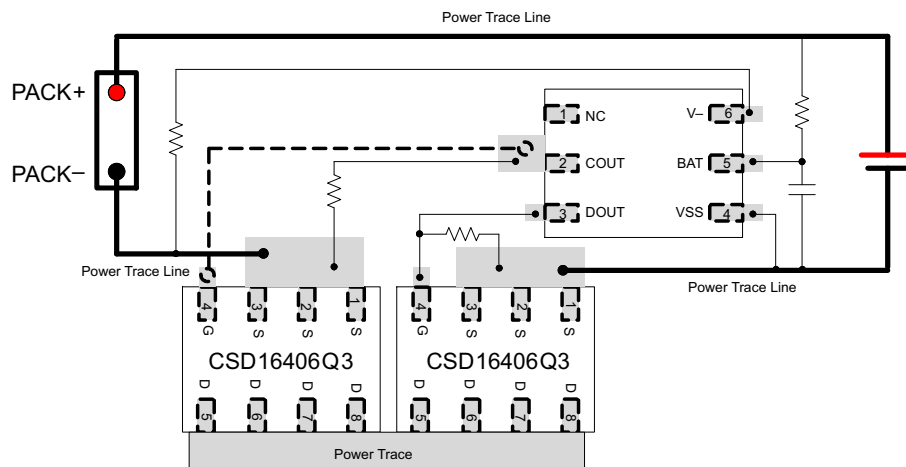 Power Trace Line
PACK+
PACK–
1 NC
V– 6
2 COUT
BAT 5
3 DOUT
VSS 4
Power Trace Line
Power Trace Line
4 3 2 1
G S S S
4 3 2 1
G S S S
CSD16406Q3
CSD16406Q3
D D D D
5 6 7 8
D D D D
5 6 7 8
Power Trace